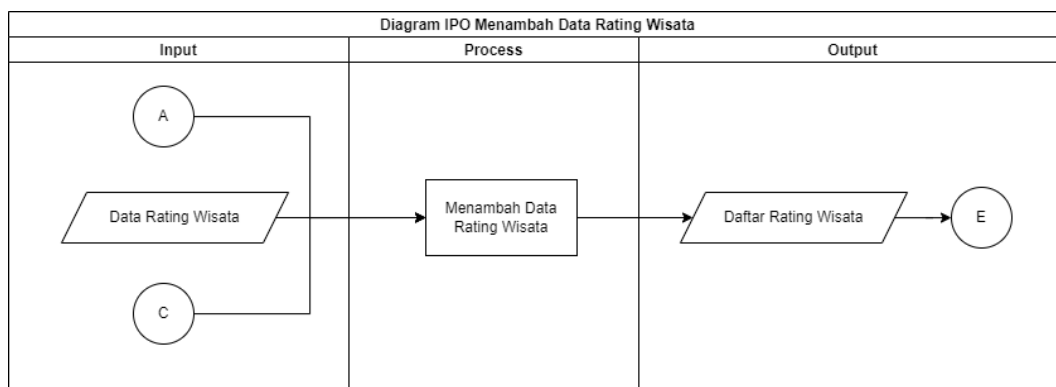 Diagram IPO Menambah Data Rating Wisata
Input
Process
Output
A
Data Rating Wisata
Menambah Data
Rating Wisata
Daftar Rating Wisata
E
C